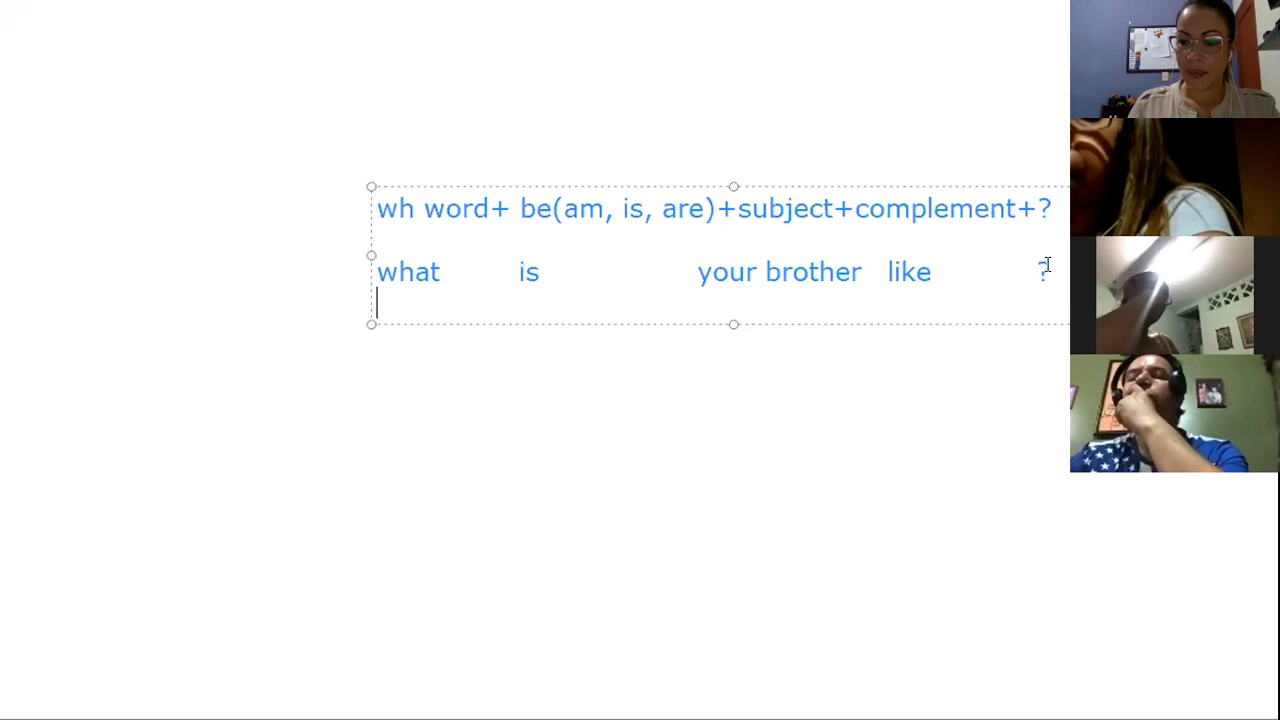 wh word+ be(am, is, are)+subject+complement+?
what is your brother like ?